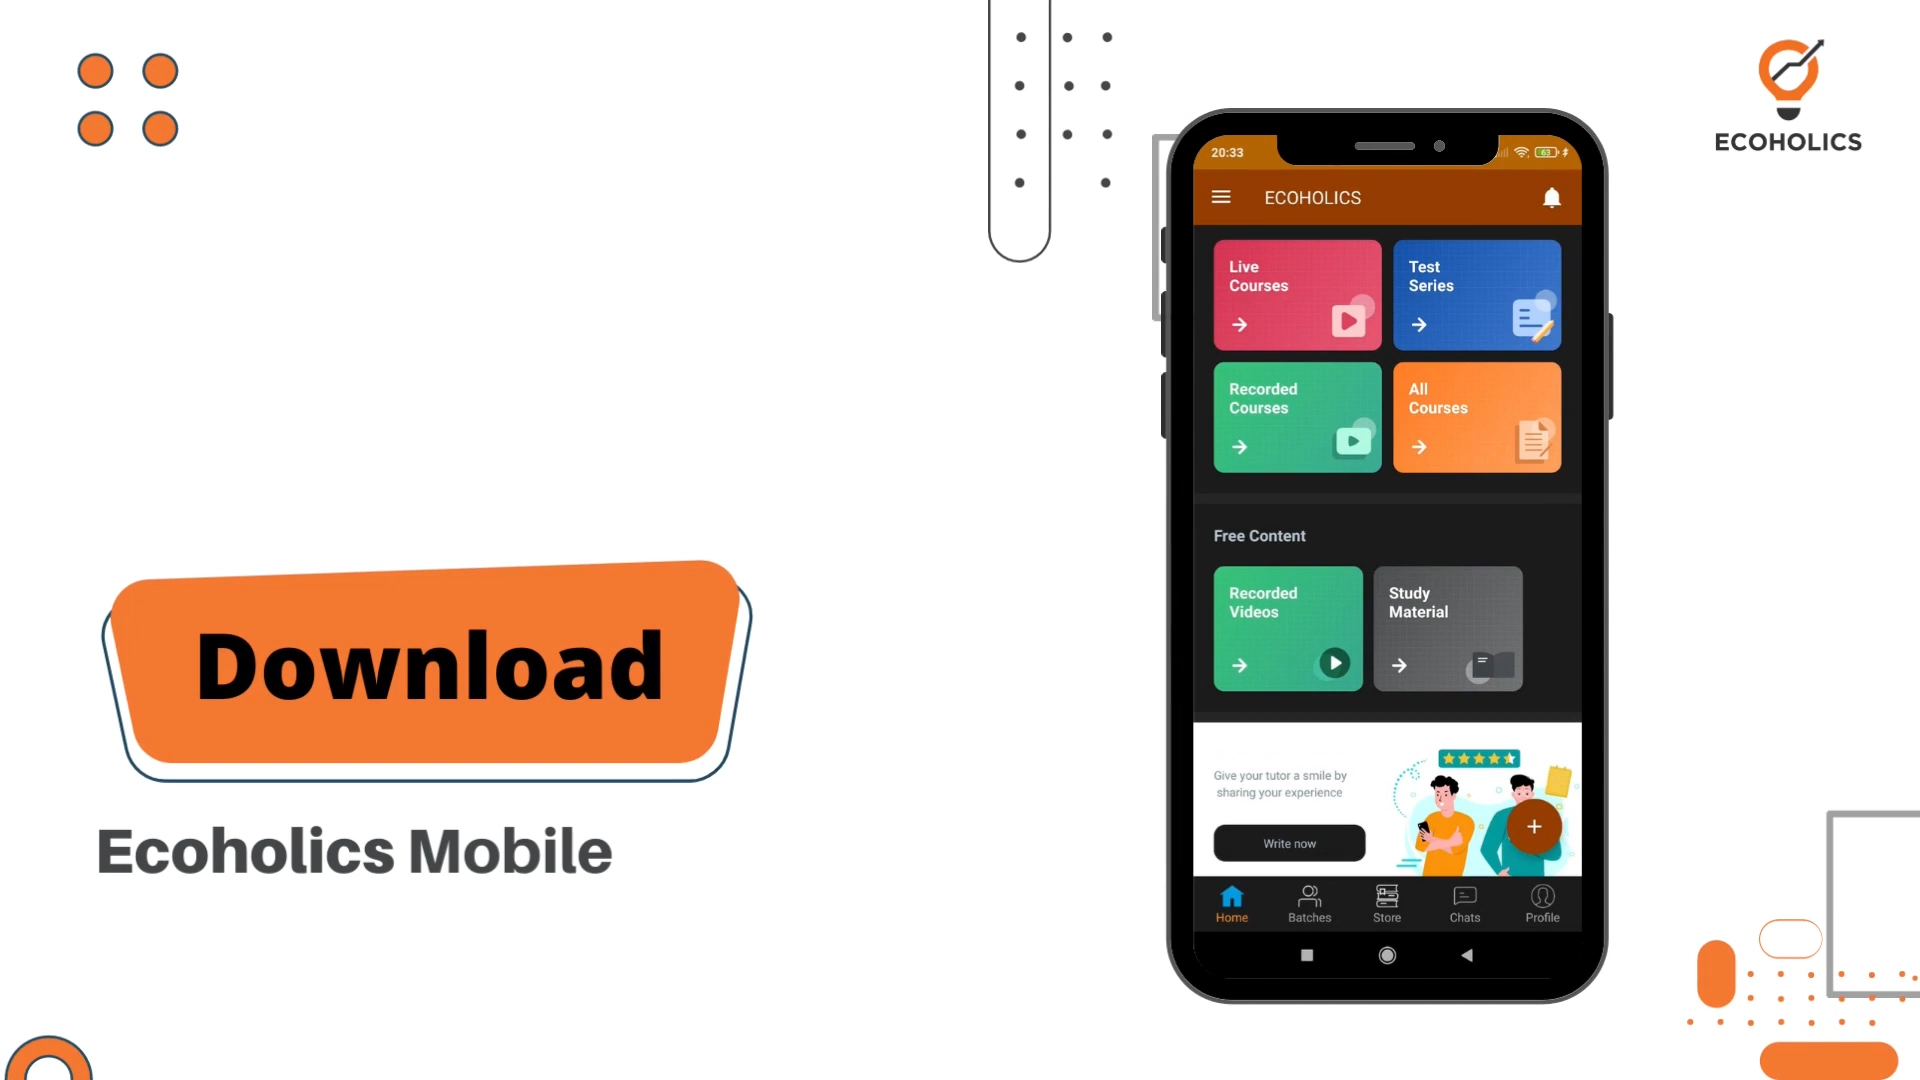 ECOHOLICS
20:33
63
ECOHOLICS
Live
Courses
Test
Series
Recorded
Courses
All
Courses
Free Content
Recorded
Videos
Study
Material
Give your tutor a smile by
sharing your experience
Write now
Home
Batches
Store
Chats
Profile
Download
Ecoholics Mobile